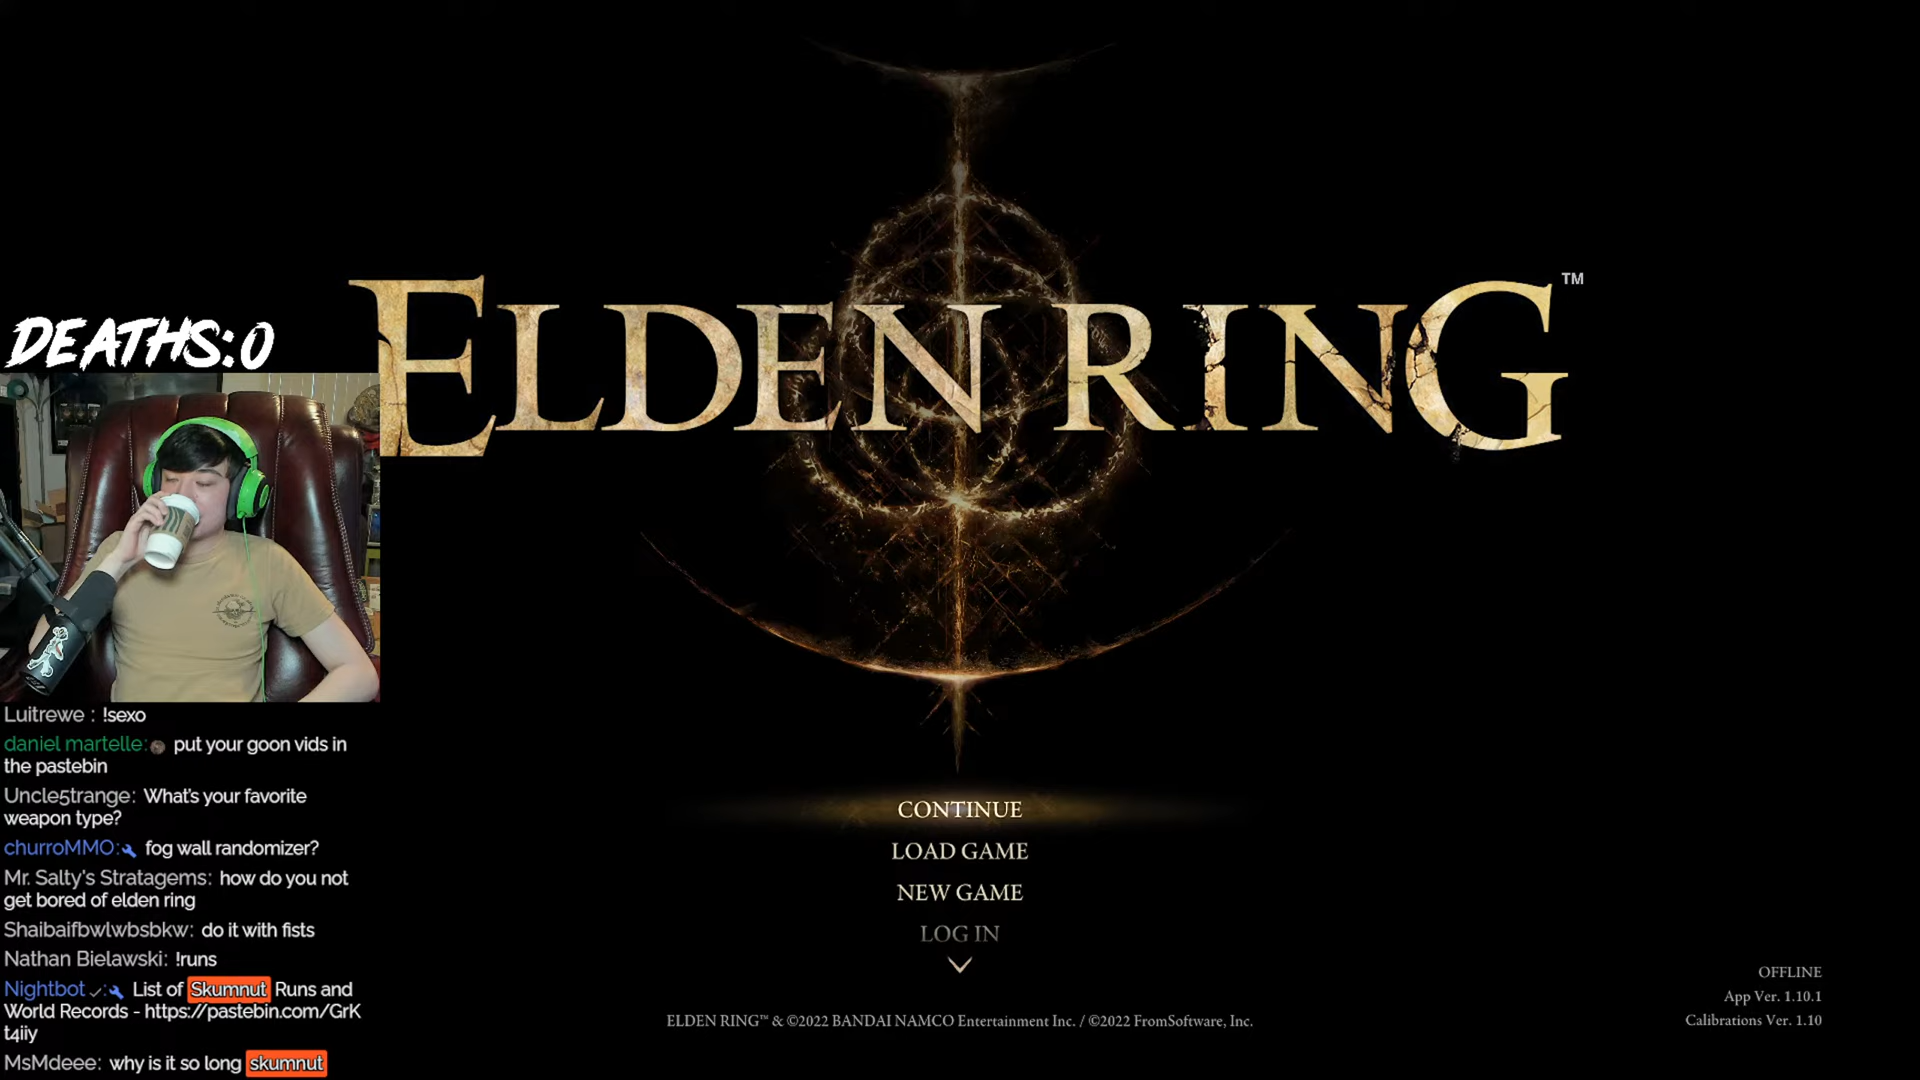 ELDEN RING™
DEATHS:0
Luitrewe : !sexo
daniel martelle: put your goon vids in
the pastebin
Uncle5trange: What's your favorite
weapon type?
churroMMO: fog wall randomizer?
Mr. Salty's Stratagems: how do you not
get bored of elden ring
Shaibaifbwlwbsbkw: do it with fists
Nathan Bielawski: !runs
Nightbot ✓: List of Skumnut Runs and
World Records - https://pastebin.com/GrK
t4iiy
MsMdeee: why is it so long skumnut
CONTINUE
LOAD GAME
NEW GAME
LOG IN
OFFLINE
App Ver. 1.10.1
Calibrations Ver. 1.10
ELDEN RING™ & ©2022 BANDAI NAMCO Entertainment Inc. / ©2022 FromSoftware, Inc.